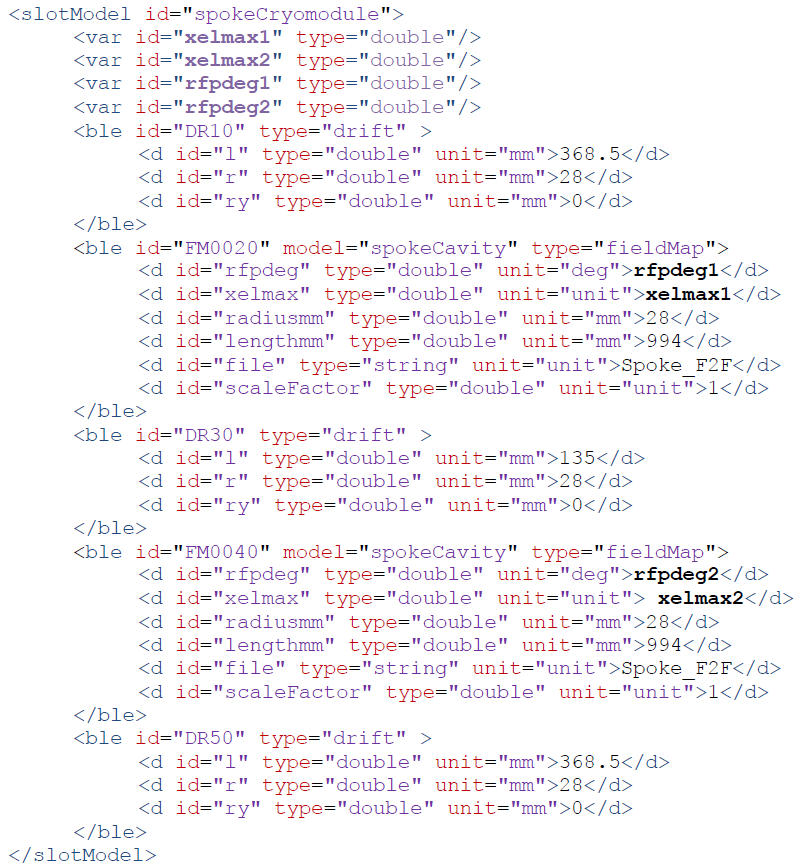 <slotModel id="spokeCryomodule">
<var id="xelmax1" type="double"/>
<var id="xelmax2" type="double"/>
<var id="rfpdeg1" type="double"/>
<var id="rfpdeg2" type="double"/>
<ble id="DR10" type="drift" >
<d id="l" type="double" unit="mm">368.5</d>
<d id="r" type="double" unit="mm">28</d>
<d id="ry" type="double" unit="mm">0</d>
</ble>
<ble id="FM0020" model="spokeCavity" type="fieldMap">
<d id="rfpdeg" type="double" unit="deg">rfpdeg1</d>
<d id="xelmax" type="double" unit="unit">xelmax1</d>
<d id="radiusmm" type="double" unit="mm">28</d>
<d id="lengthmm" type="double" unit="mm">994</d>
<d id="file" type="string" unit="unit">Spoke_F2F</d>
<d id="scaleFactor" type="double" unit="unit">1</d>
</ble>
<ble id="DR30" type="drift" >
<d id="l" type="double" unit="mm">135</d>
<d id="r" type="double" unit="mm">28</d>
<d id="ry" type="double" unit="mm">0</d>
</ble>
<ble id="FM0040" model="spokeCavity" type="fieldMap">
<d id="rfpdeg" type="double" unit="deg">rfpdeg2</d>
<d id="xelmax" type="double" unit="unit"> xelmax2</d>
<d id="radiusmm" type="double" unit="mm">28</d>
<d id="lengthmm" type="double" unit="mm">994</d>
<d id="file" type="string" unit="unit">Spoke_F2F</d>
<d id="scaleFactor" type="double" unit="unit">1</d>
</ble>
<ble id="DR50" type="drift" >
<d id="l" type="double" unit="mm">368.5</d>
<d id="r" type="double" unit="mm">28</d>
<d id="ry" type="double" unit="mm">0</d>
</ble>
</slotModel>